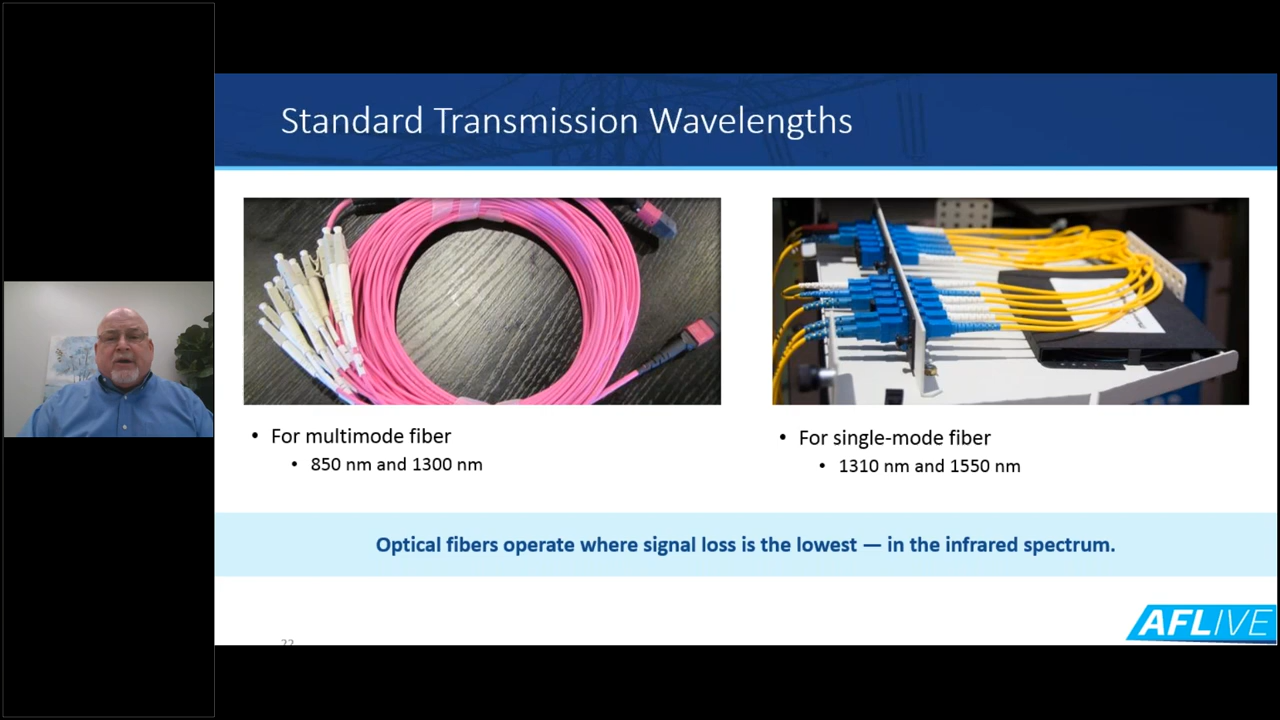 Standard Transmission Wavelengths
• For multimode fiber
• 850 nm and 1300 nm
• For single-mode fiber
• 1310 nm and 1550 nm
Optical fibers operate where signal loss is the lowest — in the infrared spectrum.
22
AFLIVE